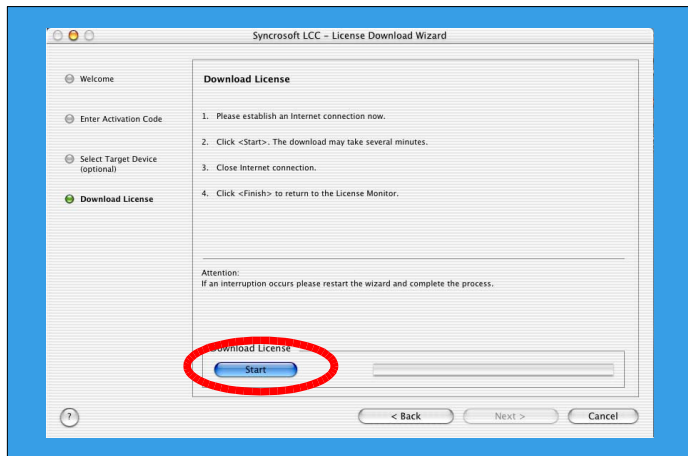 Syncrosoft LCC – License Download Wizard
Welcome
Enter Activation Code
Select Target Device
(optional)
Download License
Download License
1. Please establish an Internet connection now.
2. Click <Start>. The download may take several minutes.
3. Close Internet connection.
4. Click <Finish> to return to the License Monitor.
Attention:
If an interruption occurs please restart the wizard and complete the process.
Download License
Start
?
< Back
Next >
Cancel